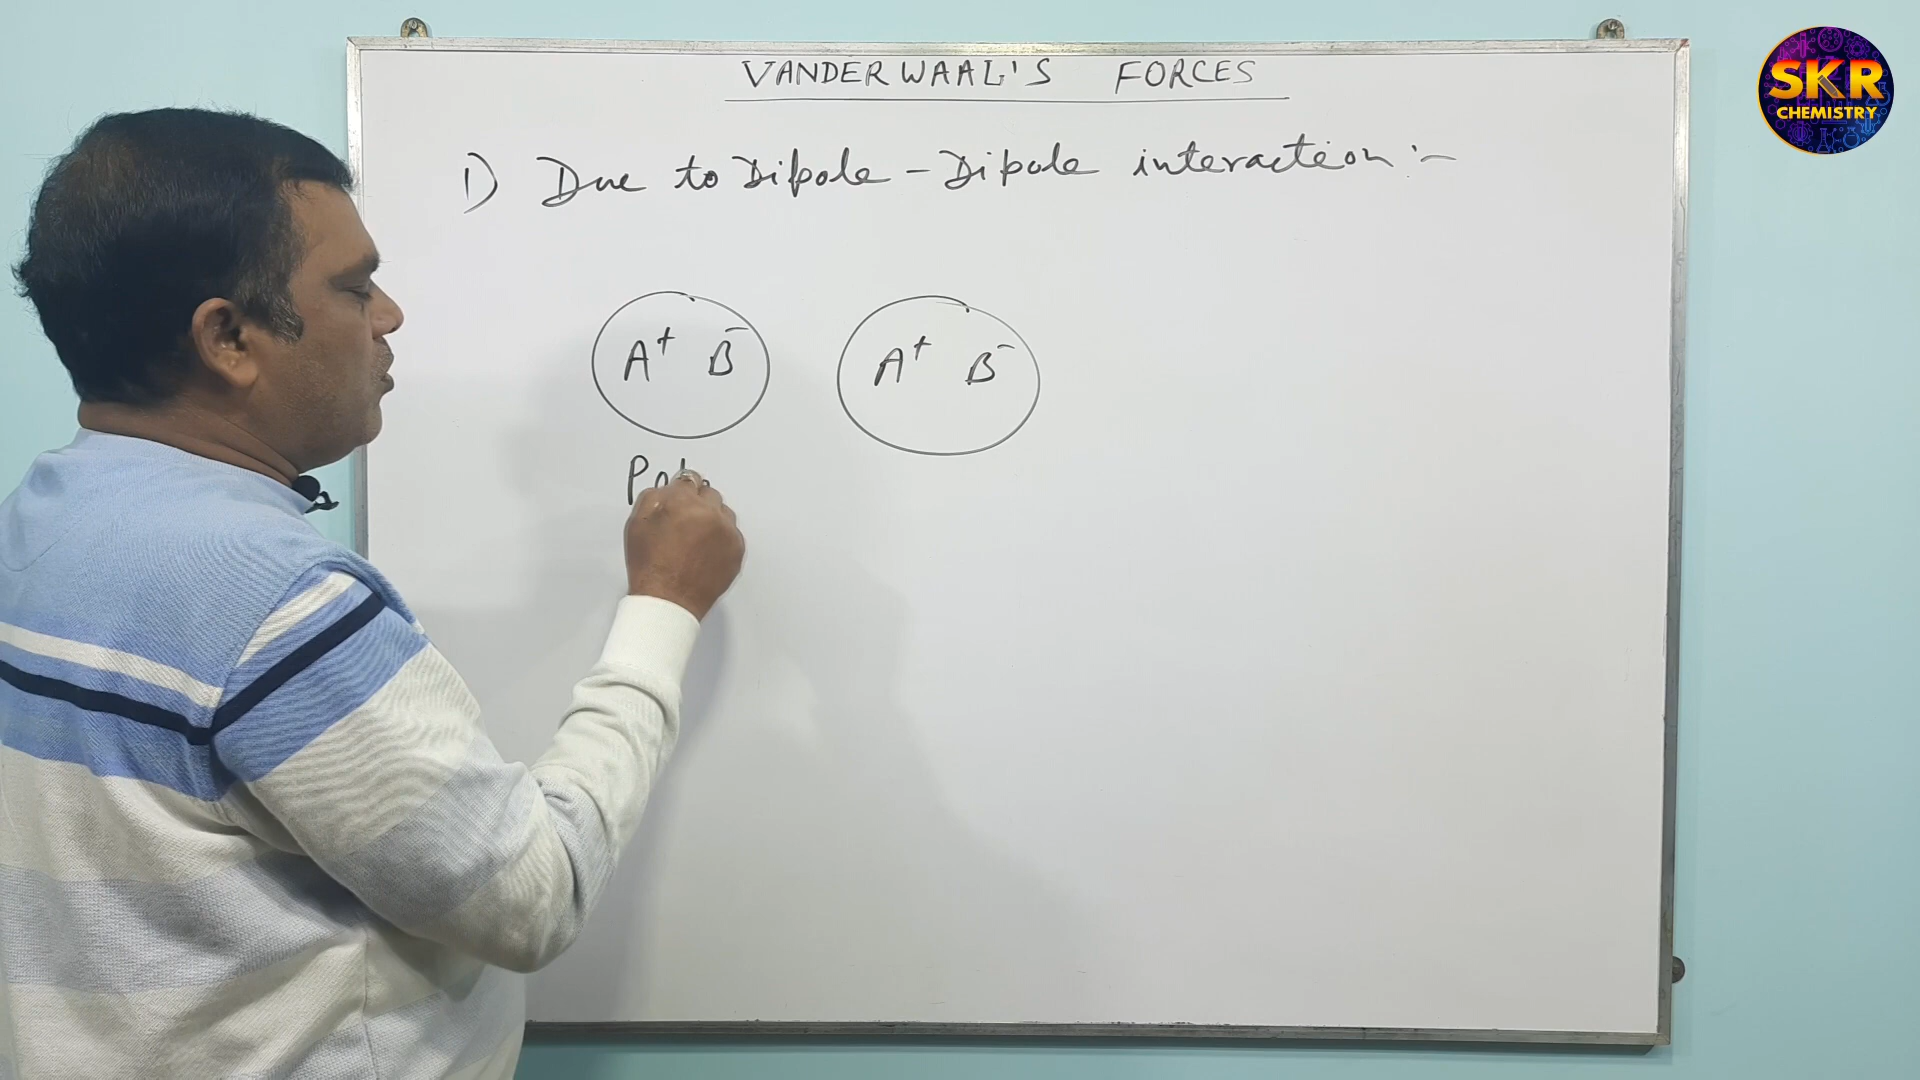 VANDERWAAL'S FORCES
1) Due to Dipole - Dipole interaction :-
A+ B-
A+ B-
SKR
CHEMISTRY